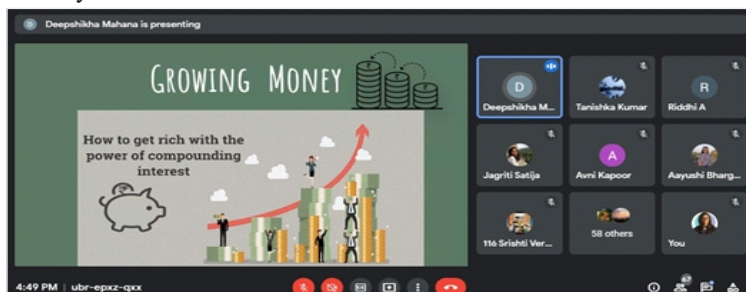 D Deepshikha Mahana is presenting
GROWING MONEY
How to get rich with the
power of compounding
interest
D
Deepshikha M...
Tanishka Kumar
R
Riddhi A
Jagriti Satija
A
Avni Kapoor
Aayushi Bharg...
116 Srishti Ver...
58 others
You
4:49 PM | ubr-epxz-qxx
67